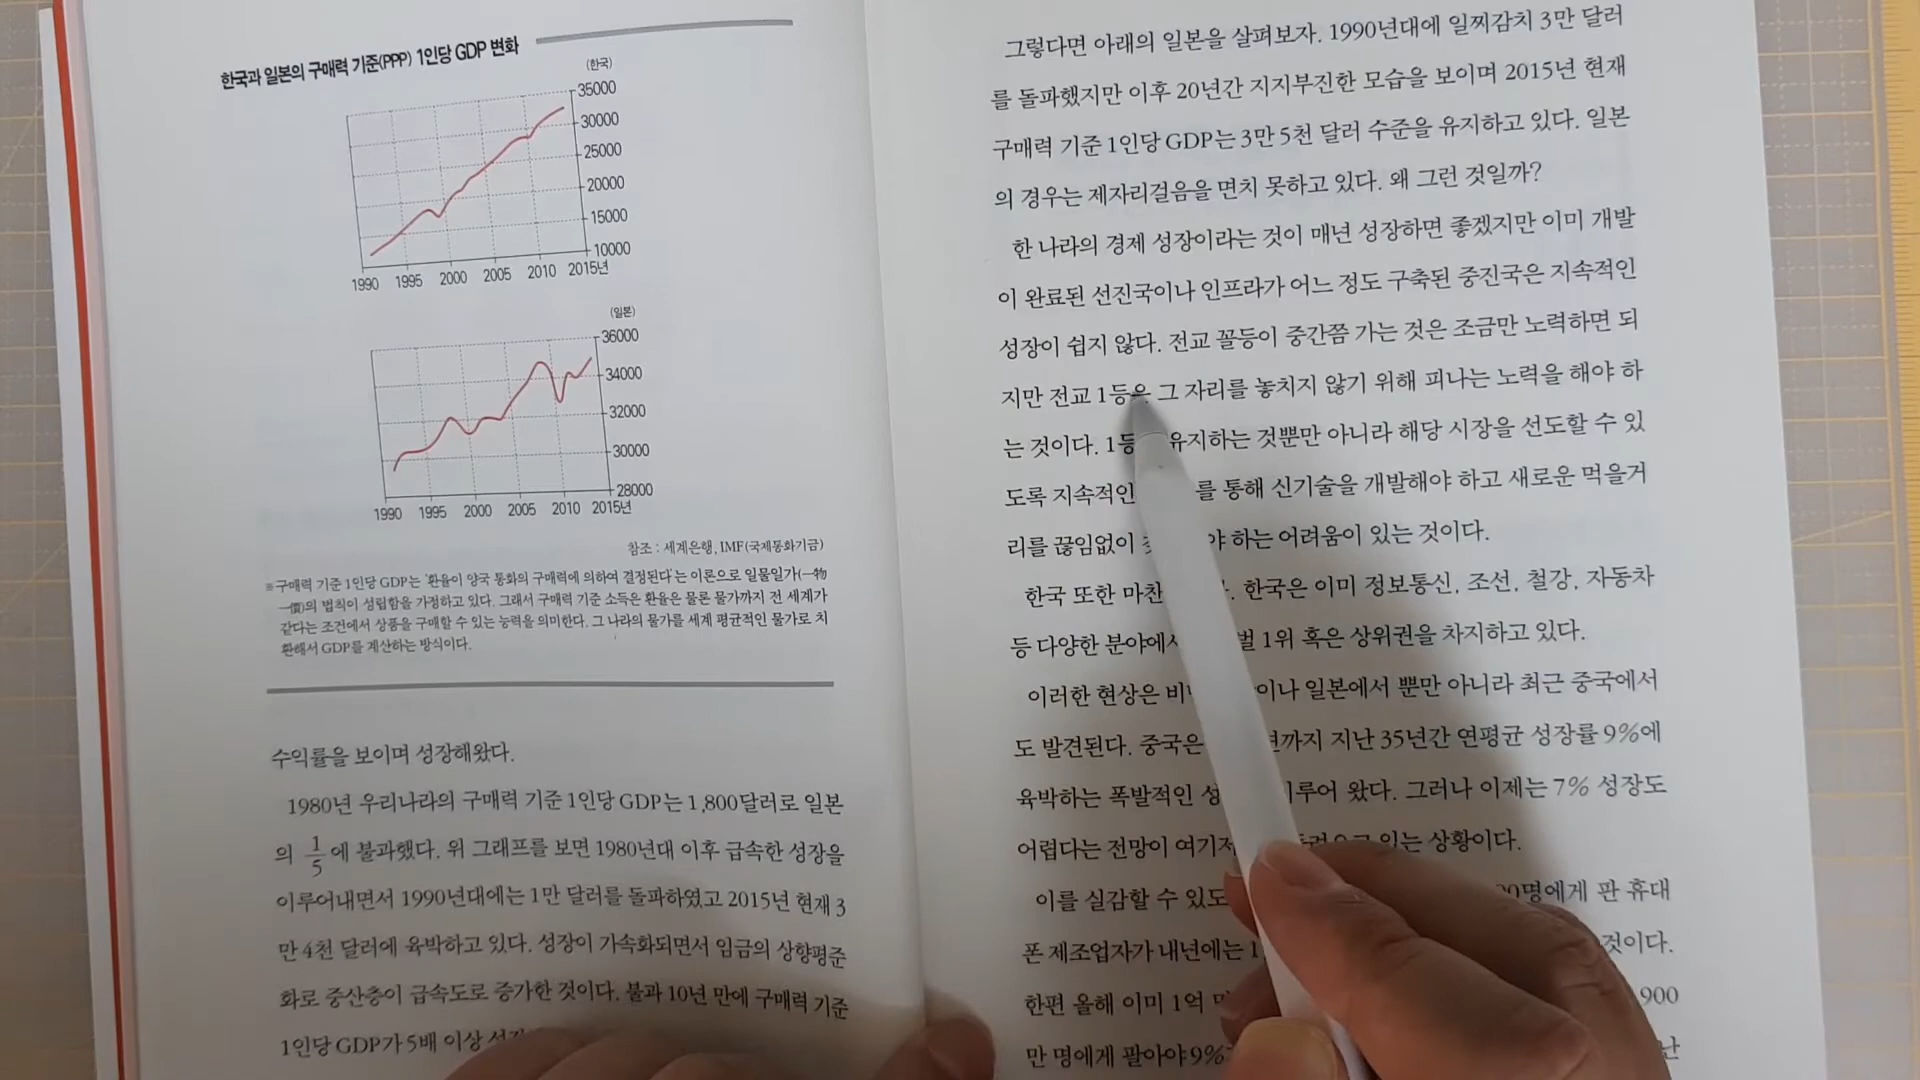 한국과 일본의 구매력 기준(PPP) 1인당 GDP 변화
(한국)
35000
30000
25000
20000
15000
10000
1990 1995 2000 2005 2010 2015년
(일본)
36000
34000
32000
30000
28000
1990 1995 2000 2005 2010 2015년
참조 : 세계은행, IMF(국제통화기금)
※ 구매력 기준 1인당 GDP는 '환율이 양국 통화의 구매력에 의하여 결정된다'는 이론으로 일물일가(一物
一價)의 법칙이 성립함을 가정하고 있다. 그래서 구매력 기준 소득은 환율은 물론 물가까지 전 세계가
같다는 조건에서 상품을 구매할 수 있는 능력을 의미한다. 그 나라의 물가를 세계 평균적인 물가로 치
환해서 GDP를 계산하는 방식이다.
수익률을 보이며 성장해왔다.
1980년 우리나라의 구매력 기준 1인당 GDP는 1,800달러로 일본
의 1/5에 불과했다. 위 그래프를 보면 1980년대 이후 급속한 성장을
이루어내면서 1990년대에는 1만 달러를 돌파하였고 2015년 현재 3
만 4천 달러에 육박하고 있다. 성장이 가속화되면서 임금의 상향평준
화로 중산층이 급속도로 증가한 것이다. 불과 10년 만에 구매력 기준
1인당 GDP가 5배 이상
그렇다면 아래의 일본을 살펴보자. 1990년대에 일찌감치 3만 달러
를 돌파했지만 이후 20년간 지지부진한 모습을 보이며 2015년 현재
구매력 기준 1인당 GDP는 3만 5천 달러 수준을 유지하고 있다. 일본
의 경우는 제자리걸음을 면치 못하고 있다. 왜 그런 것일까?
한 나라의 경제 성장이라는 것이 매년 성장하면 좋겠지만 이미 개발
이 완료된 선진국이나 인프라가 어느 정도 구축된 중진국은 지속적인
성장이 쉽지 않다. 전교 꼴등이 중간쯤 가는 것은 조금만 노력하면 되
지만 전교 1등은 그 자리를 놓치지 않기 위해 피나는 노력을 해야 하
는 것이다. 1등 유지하는 것뿐만 아니라 해당 시장을 선도할 수 있
도록 지속적인 를 통해 신기술을 개발해야 하고 새로운 먹을거
리를 끊임없이 야 하는 어려움이 있는 것이다.
한국 또한 마찬 . 한국은 이미 정보통신, 조선, 철강, 자동차
등 다양한 분야에서 벌 1위 혹은 상위권을 차지하고 있다.
이러한 현상은 이나 일본에서 뿐만 아니라 최근 중국에서
도 발견된다. 중국은 년까지 지난 35년간 연평균 성장률 9%에
육박하는 폭발적인 이루어 왔다. 그러나 이제는 7% 성장도
어렵다는 전망이 여기저 있는 상황이다.
이를 실감할 수 있도 명에게 판 휴대
폰 제조업자가 내년에는 1 것이다.
한편 올해 이미 1억 900
만 명에게 팔아야 9% 난